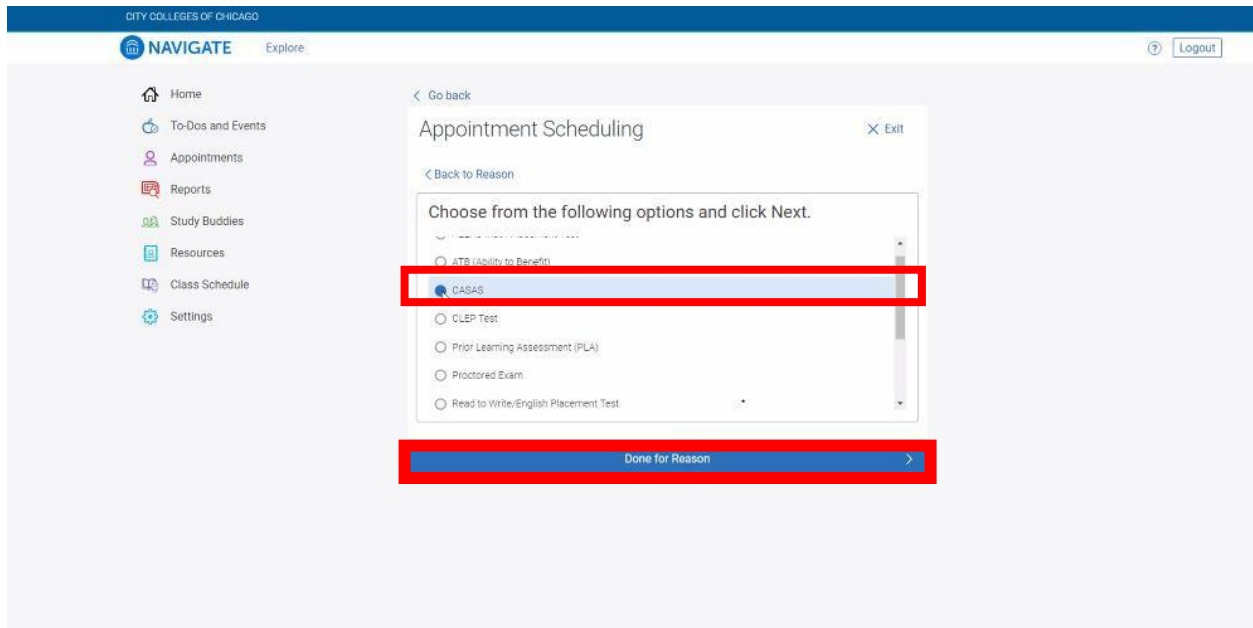 CITY COLLEGES OF CHICAGO
NAVIGATE
Explore
Logout
Home
To-Dos and Events
Appointments
Reports
Study Buddies
Resources
Class Schedule
Settings
Go back
Appointment Scheduling
Exit
Back to Reason
Choose from the following options and click Next.
ATB (Ability to Benefit)
CASAS
CLEP Test
Prior Learning Assessment (PLA)
Proctored Exam
Read to Write/English Placement Test
Done for Reason